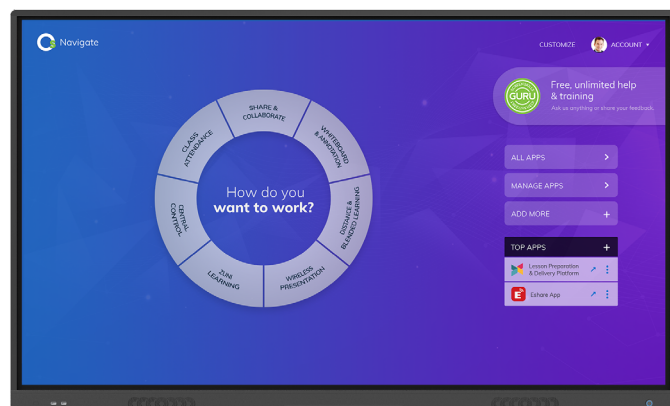 Navigate
CUSTOMIZE
ACCOUNT
GURU
Free, unlimited help
& training
Ask us anything or share your feedback.
SHARE &
COLLABORATE
WHITEBOARD
& ANNOTATION
DISTANCE &
BLENDED LEARNING
WIRELESS
PRESENTATION
ZUNI
LEARNING
CENTRAL
CONTROL
CLASS
ATTENDANCE
How do you
want to work?
ALL APPS
MANAGE APPS
ADD MORE
TOP APPS
Lesson Preparation
& Delivery Platform
Eshare App